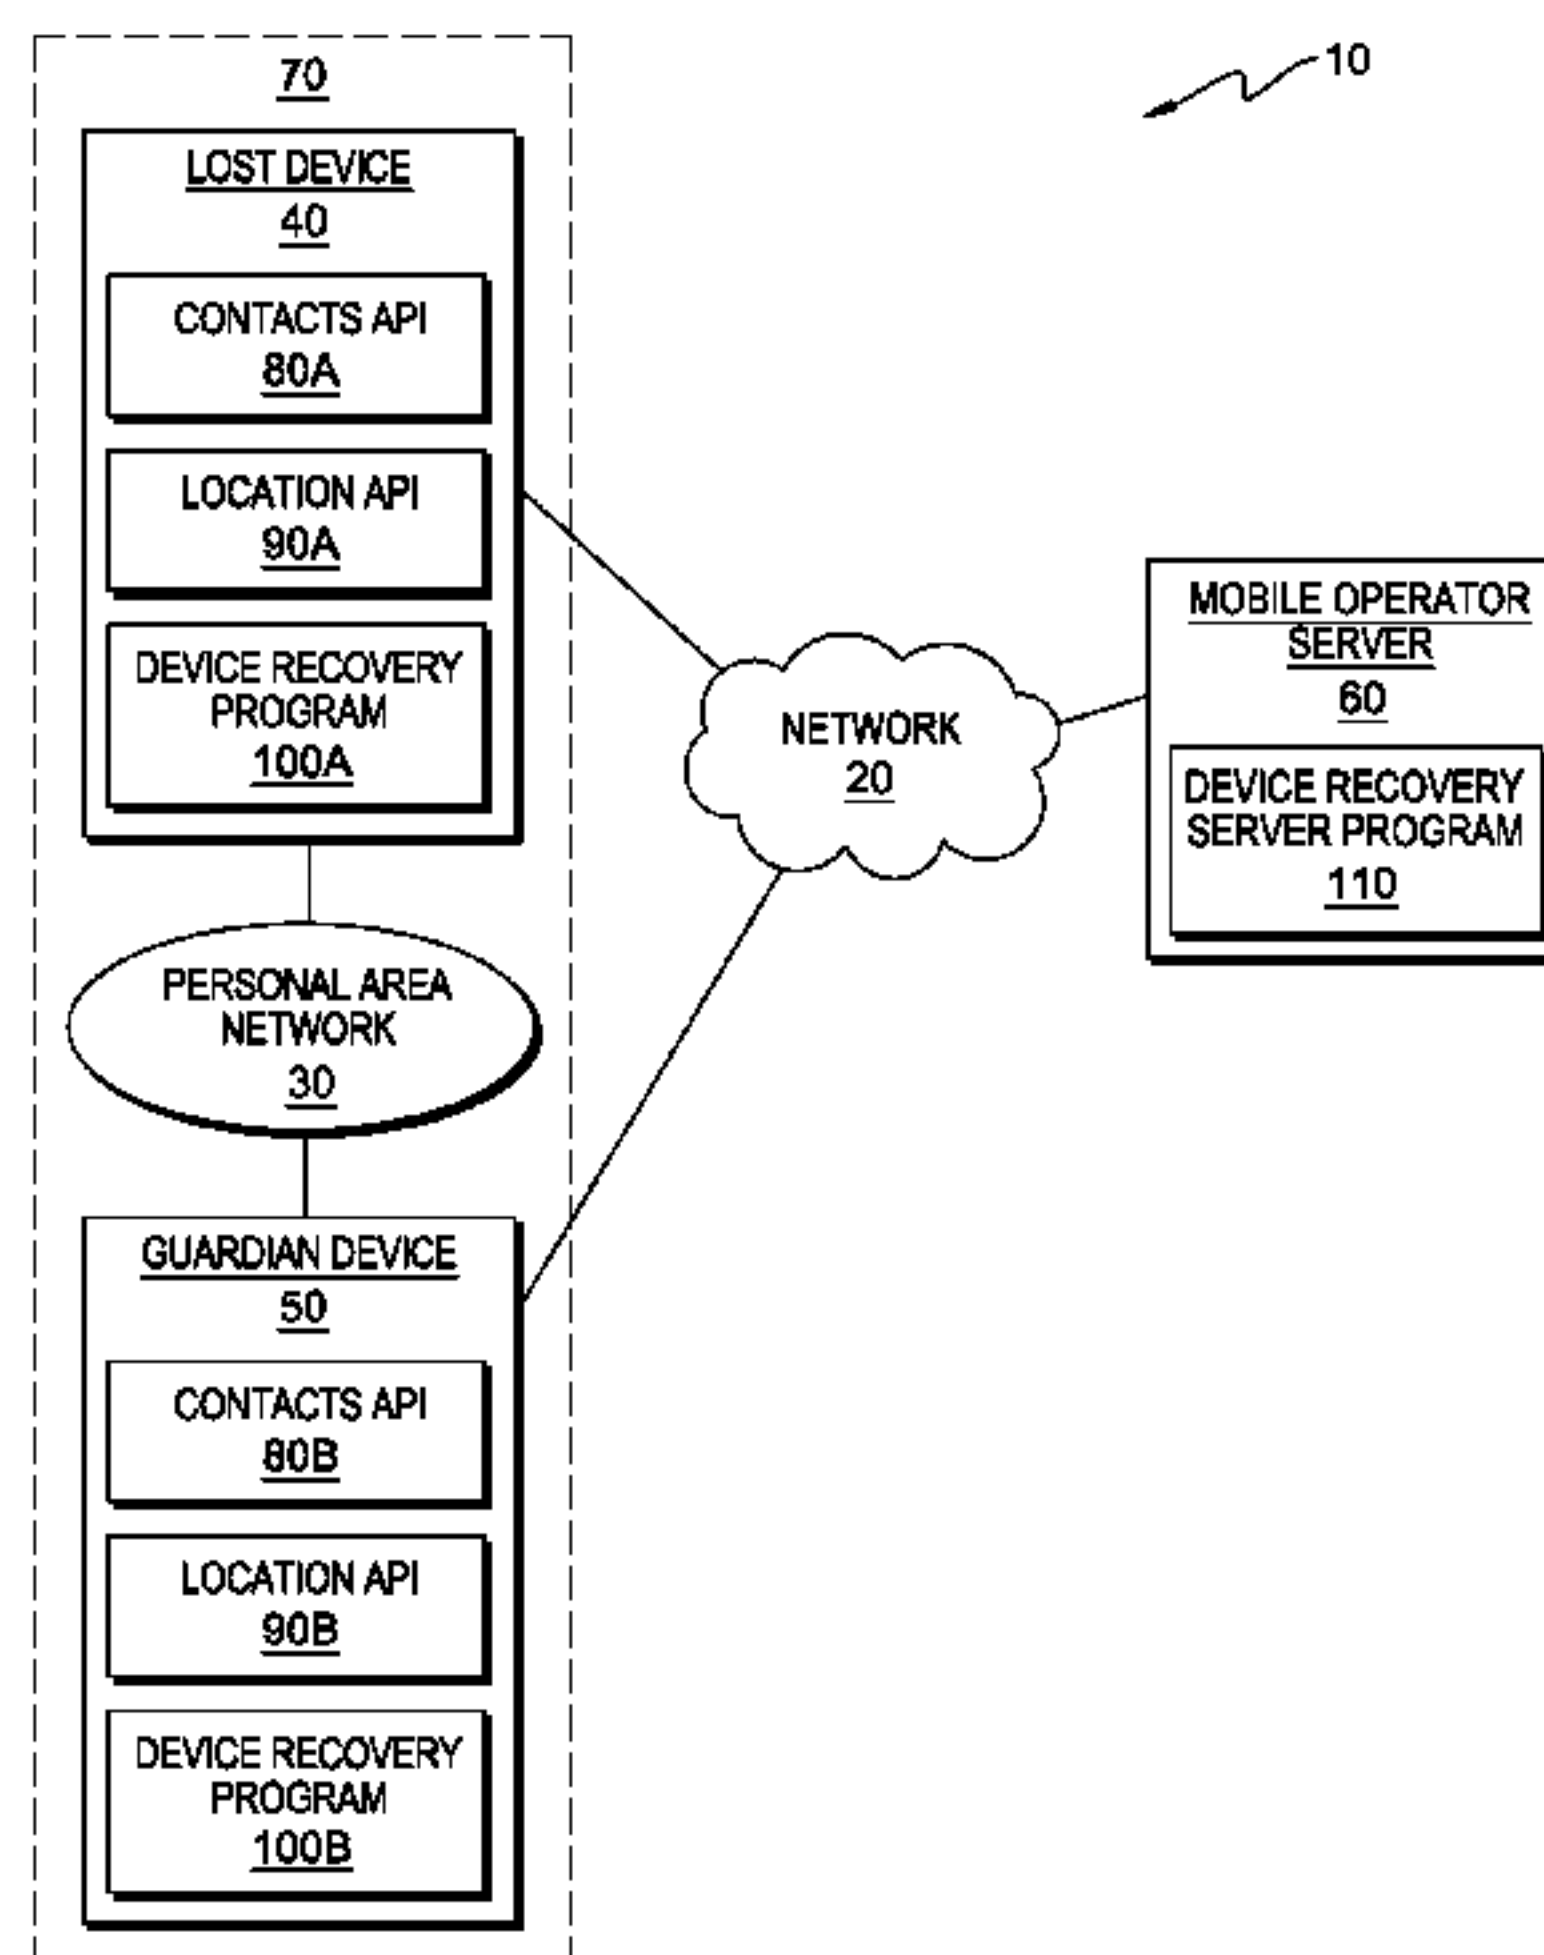 10
70
LOST DEVICE
40
CONTACTS API
80A
LOCATION API
90A
DEVICE RECOVERY
PROGRAM
100A
PERSONAL AREA
NETWORK
30
GUARDIAN DEVICE
50
CONTACTS API
80B
LOCATION API
90B
DEVICE RECOVERY
PROGRAM
100B
NETWORK
20
MOBILE OPERATOR
SERVER
60
DEVICE RECOVERY
SERVER PROGRAM
110